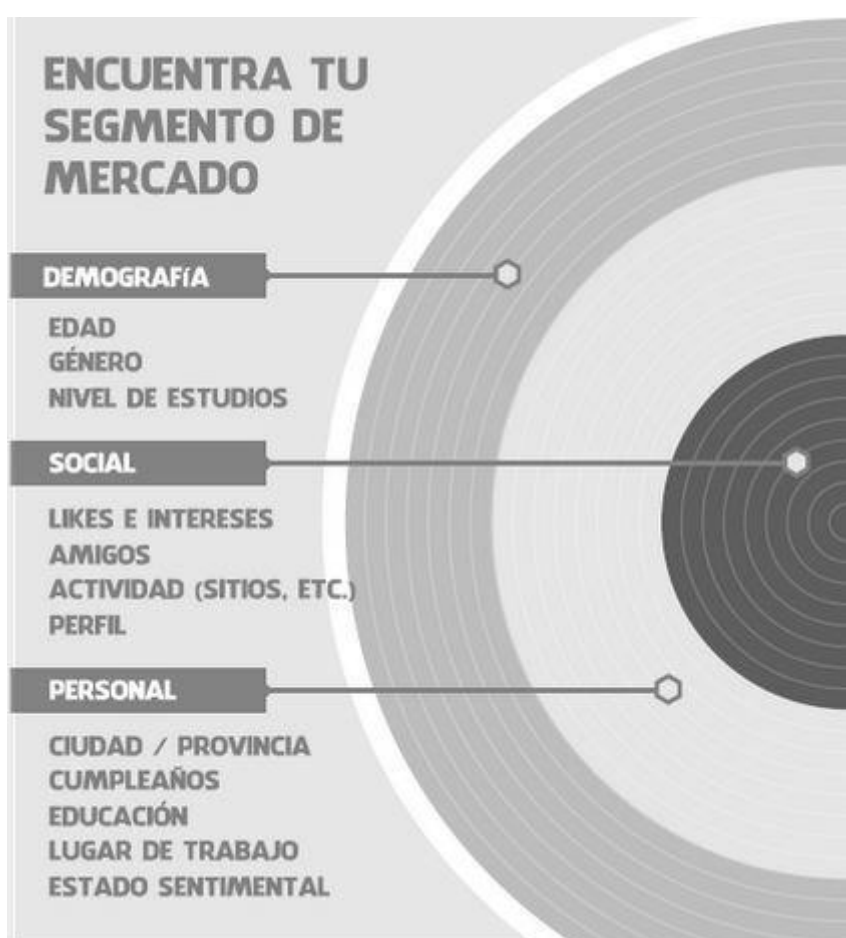 ENCUENTRA TU
SEGMENTO DE
MERCADO
DEMOGRAFÍA
EDAD
GÉNERO
NIVEL DE ESTUDIOS
SOCIAL
LIKES E INTERESES
AMIGOS
ACTIVIDAD (SITIOS, ETC.)
PERFIL
PERSONAL
CIUDAD / PROVINCIA
CUMPLEAÑOS
EDUCACIÓN
LUGAR DE TRABAJO
ESTADO SENTIMENTAL